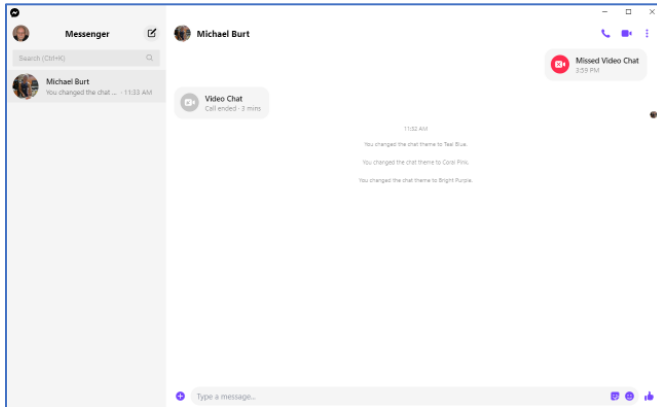 Messenger
Search (Ctrl+K)
Michael Burt
You changed the chat ... · 11:33 AM
Michael Burt
Missed Video Chat
3:59 PM
Video Chat
Call ended · 3 mins
11:32 AM
You changed the chat theme to Teal Blue.
You changed the chat theme to Coral Pink.
You changed the chat theme to Bright Purple.
Type a message...